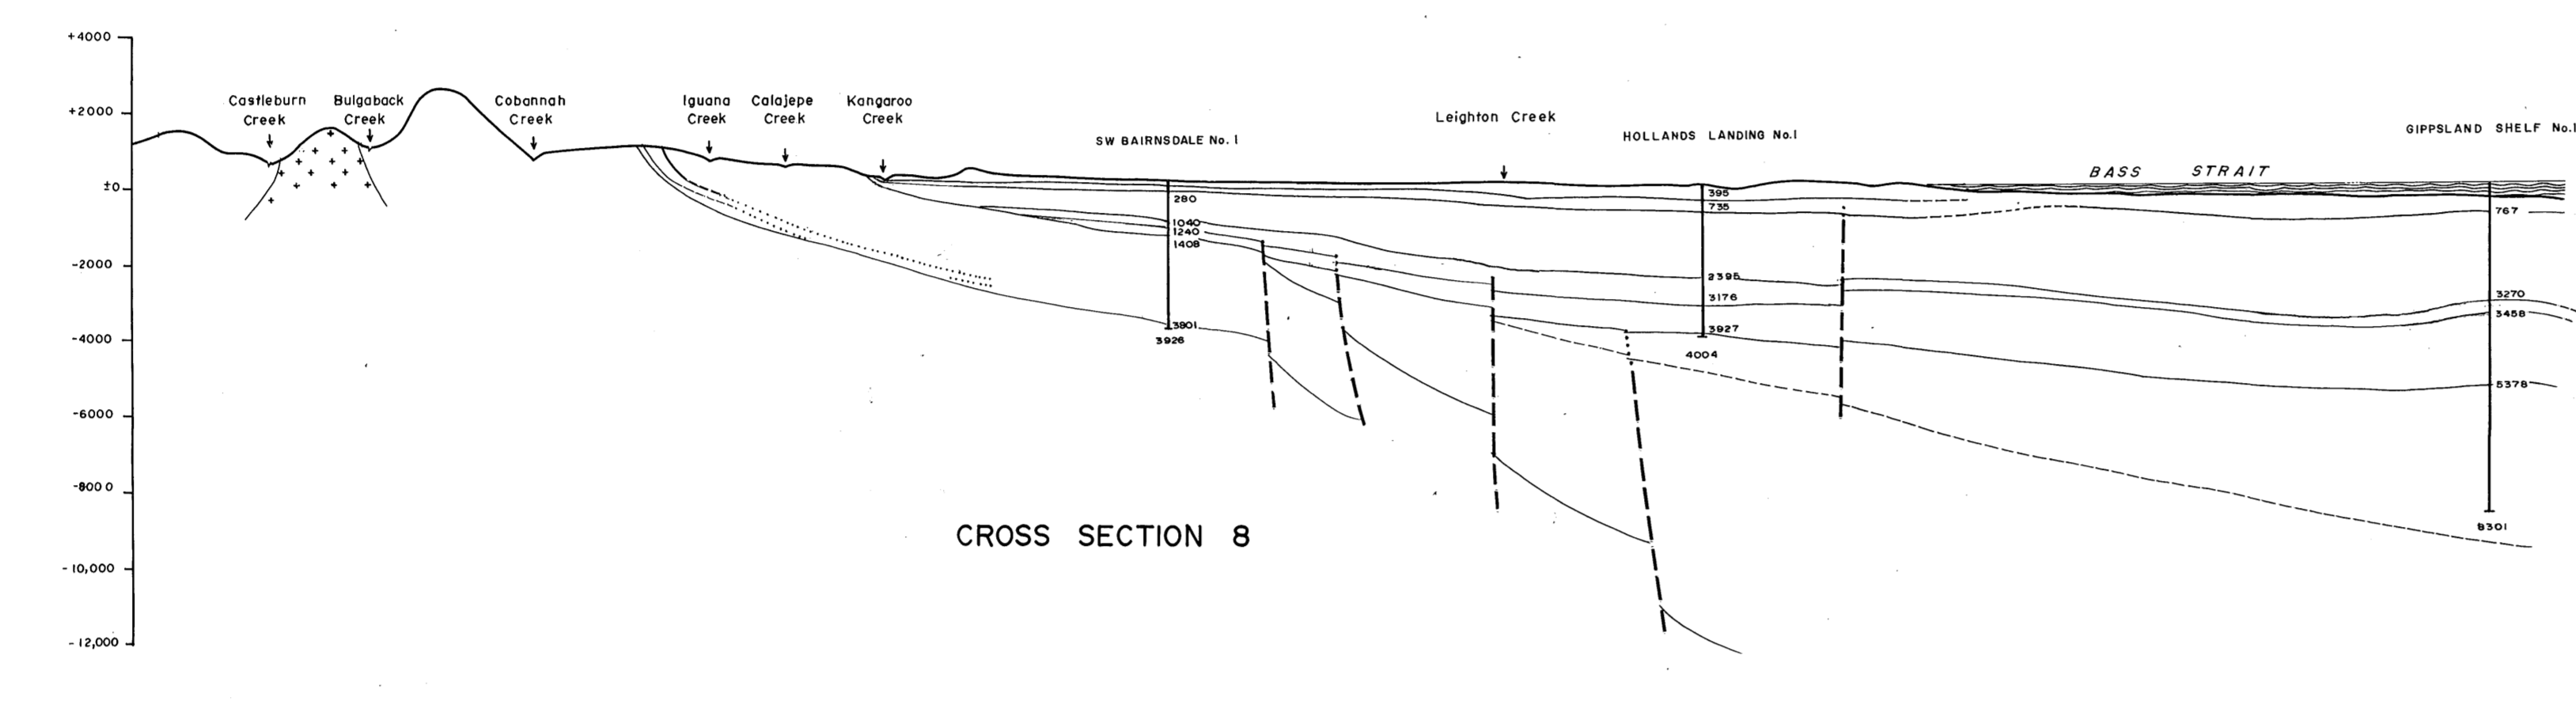 +4000
+2000
±0
-2000
-4000
-6000
-8000
-10,000
-12,000
Castleburn
Creek
Bulgaback
Creek
Cobannah
Creek
Iguana
Creek
Calajepe
Creek
Kangaroo
Creek
SW BAIRNSDALE No. 1
280
1040
1240
1408
3801
3926
Leighton Creek
HOLLANDS LANDING No.1
395
735
2395
3176
3927
4004
BASS STRAIT
GIPPSLAND SHELF No.1
767
3270
3458
5378
8301
CROSS SECTION 8